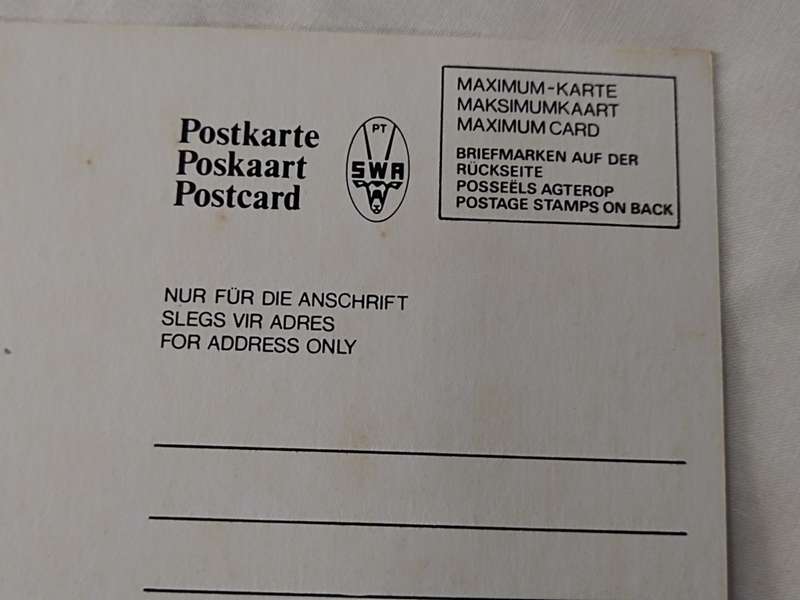 Postkarte
Poskaart
Postcard
PT
SWA
MAXIMUM-KARTE
MAKSIMUMKAART
MAXIMUM CARD
BRIEFMARKEN AUF DER
RÜCKSEITE
POSSEËLS AGTEROP
POSTAGE STAMPS ON BACK
NUR FÜR DIE ANSCHRIFT
SLEGS VIR ADRES
FOR ADDRESS ONLY